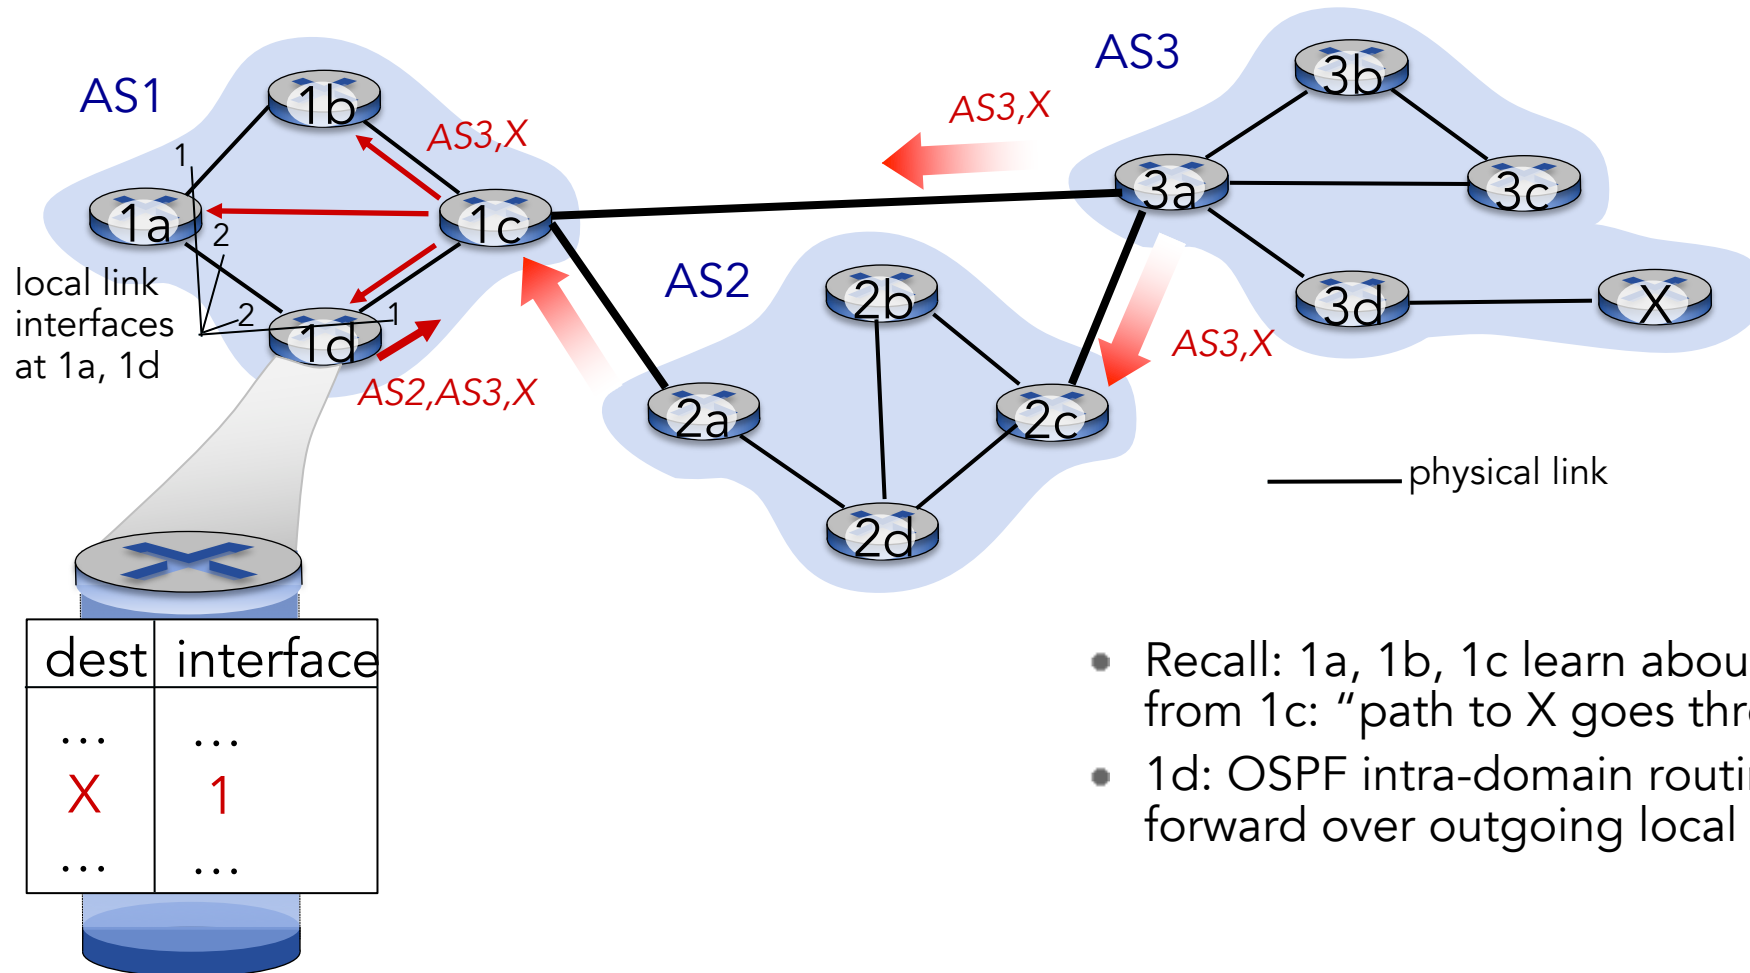 AS3
3b
AS1
1b
AS3,X
AS3,X
1
3a
3c
1a
1c
2
AS2
local link
interfaces
at 1a, 1d
2
1
2b
3d
X
1d
AS3,X
AS2,AS3,X
2a
2c
physical link
2d
dest interface
... ...
X 1
... ...
• Recall: 1a, 1b, 1c learn abou
from 1c: “path to X goes thr
• 1d: OSPF intra-domain routi
forward over outgoing local